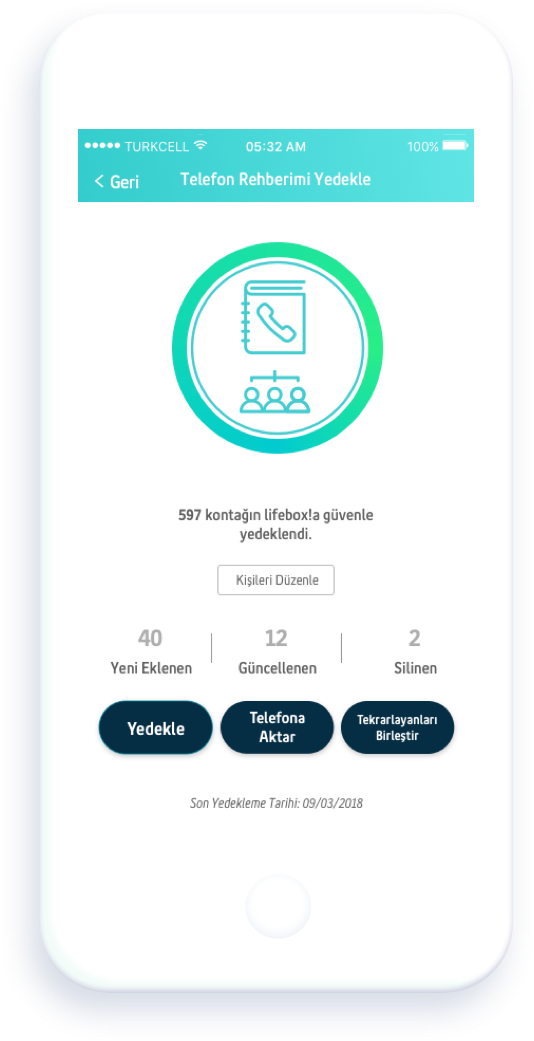 TURKCELL 05:32 AM 100%
< Geri Telefon Rehberimi Yedekle
597 kontağın lifebox!a güvenle
yedeklendi.
Kişileri Düzenle
40 12 2
Yeni Eklenen Güncellenen Silinen
Yedekle Telefona Aktar Tekrarlayanları Birleştir
Son Yedekleme Tarihi: 09/03/2018